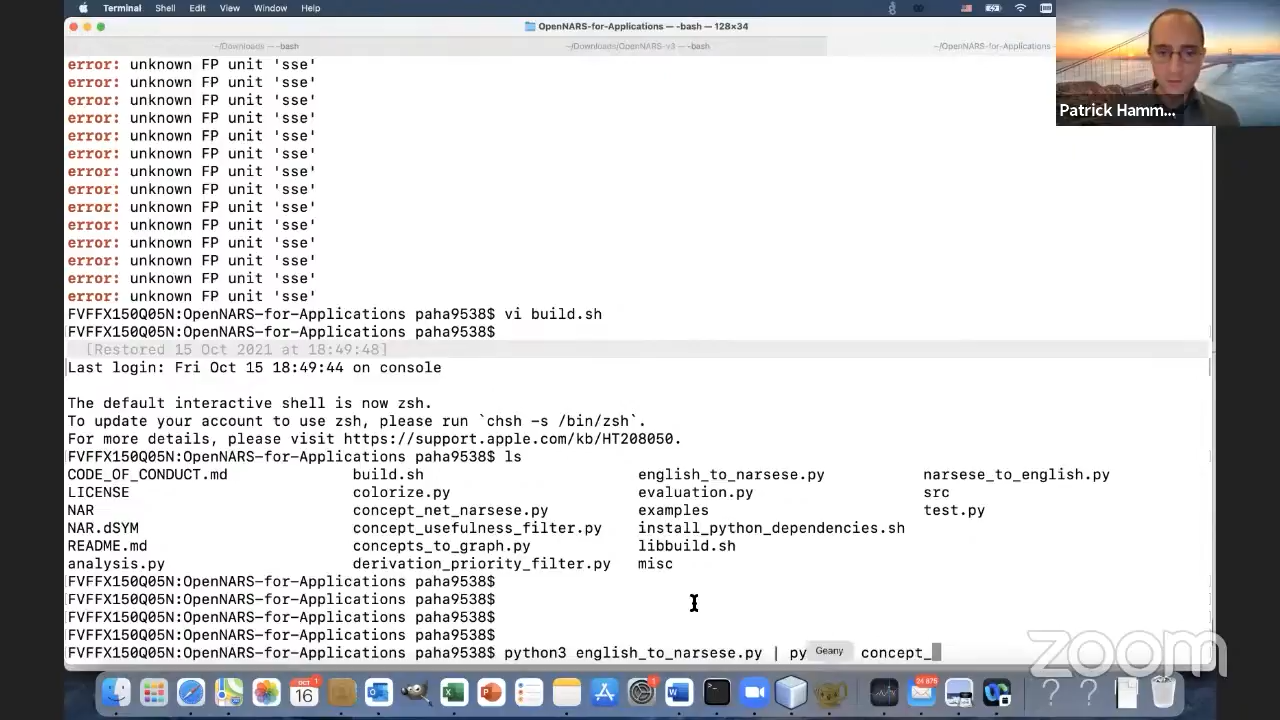 Terminal Shell Edit View Window Help
OpenNARS-for-Applications — -bash — 128×34
~/Downloads — -bash ~/Downloads/OpenNARS-v3 — -bash ~/OpenNARS-for-Applications
error: unknown FP unit 'sse'
error: unknown FP unit 'sse'
error: unknown FP unit 'sse'
error: unknown FP unit 'sse'
error: unknown FP unit 'sse'
error: unknown FP unit 'sse'
error: unknown FP unit 'sse'
error: unknown FP unit 'sse'
error: unknown FP unit 'sse'
error: unknown FP unit 'sse'
error: unknown FP unit 'sse'
error: unknown FP unit 'sse'
error: unknown FP unit 'sse'
error: unknown FP unit 'sse'
FVFFX150Q05N:OpenNARS-for-Applications paha9538$ vi build.sh
FVFFX150Q05N:OpenNARS-for-Applications paha9538$
[Restored 15 Oct 2021 at 18:49:48]
Last login: Fri Oct 15 18:49:44 on console
The default interactive shell is now zsh.
To update your account to use zsh, please run `chsh -s /bin/zsh`.
For more details, please visit https://support.apple.com/kb/HT208050.
FVFFX150Q05N:OpenNARS-for-Applications paha9538$ ls
CODE_OF_CONDUCT.md build.sh english_to_narsese.py narsese_to_english.py
LICENSE colorize.py evaluation.py src
NAR concept_net_narsese.py examples test.py
NAR.dSYM concept_usefulness_filter.py install_python_dependencies.sh
README.md concepts_to_graph.py libbuild.sh
analysis.py derivation_priority_filter.py misc
FVFFX150Q05N:OpenNARS-for-Applications paha9538$
FVFFX150Q05N:OpenNARS-for-Applications paha9538$
FVFFX150Q05N:OpenNARS-for-Applications paha9538$
FVFFX150Q05N:OpenNARS-for-Applications paha9538$
FVFFX150Q05N:OpenNARS-for-Applications paha9538$ python3 english_to_narsese.py | py concept_
Geany
Patrick Hamm...
zoom
OCT
16
24 876